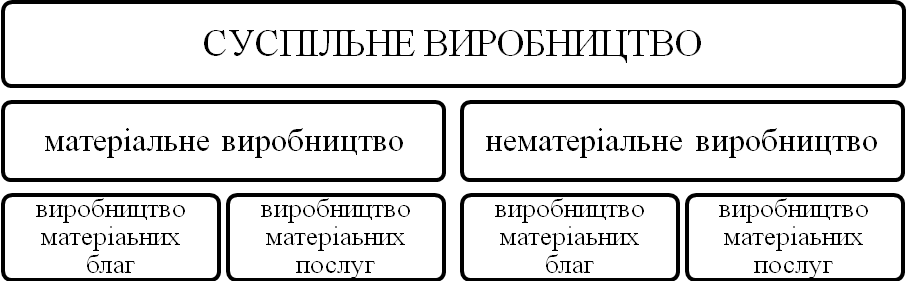 СУСПІЛЬНЕ ВИРОБНИЦТВО
матеріальне виробництво
нематеріальне виробництво
виробництво
матеріаьних
благ
виробництво
матеріаьних
послуг
виробництво
матеріаьних
благ
виробництво
матеріаьних
послуг